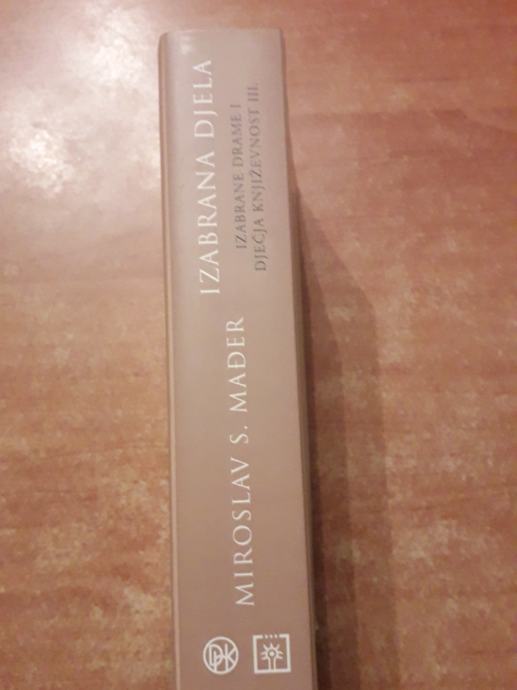 MIROSLAV S. MAĐER
IZABRANA DJELA
IZABRANE DRAME I
DJEČJA KNJIŽEVNOST III.